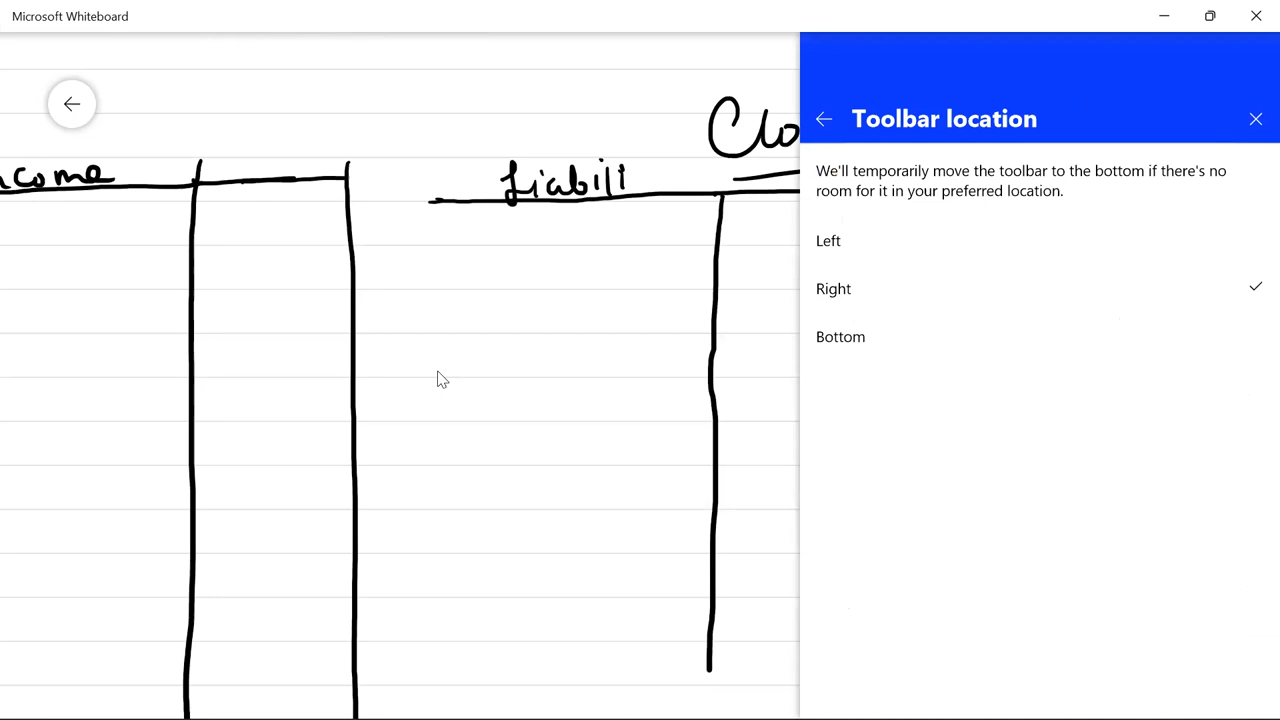 Microsoft Whiteboard
Toolbar location
We'll temporarily move the toolbar to the bottom if there's no
room for it in your preferred location.
Left
Right
Bottom
Clo
ncome
Liabili